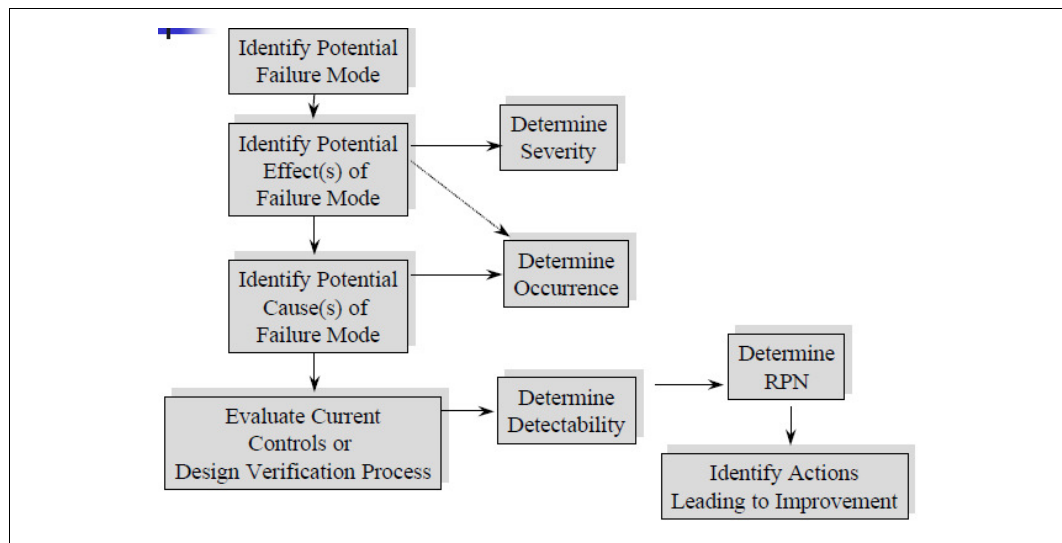 Identify Potential
Failure Mode
Identify Potential
Effect(s) of
Failure Mode
Determine
Severity
Identify Potential
Cause(s) of
Failure Mode
Determine
Occurrence
Evaluate Current
Controls or
Design Verification Process
Determine
Detectability
Determine
RPN
Identify Actions
Leading to Improvement